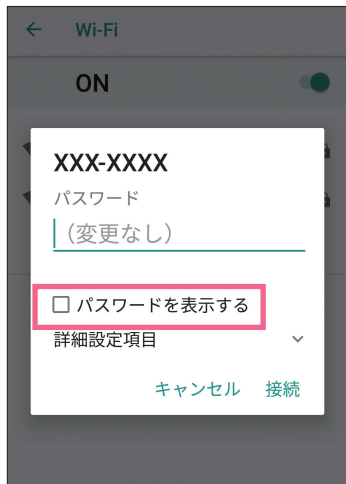 Wi-Fi
ON
XXX-XXXX
パスワード
(変更なし)
パスワードを表示する
詳細設定項目
キャンセル 接続